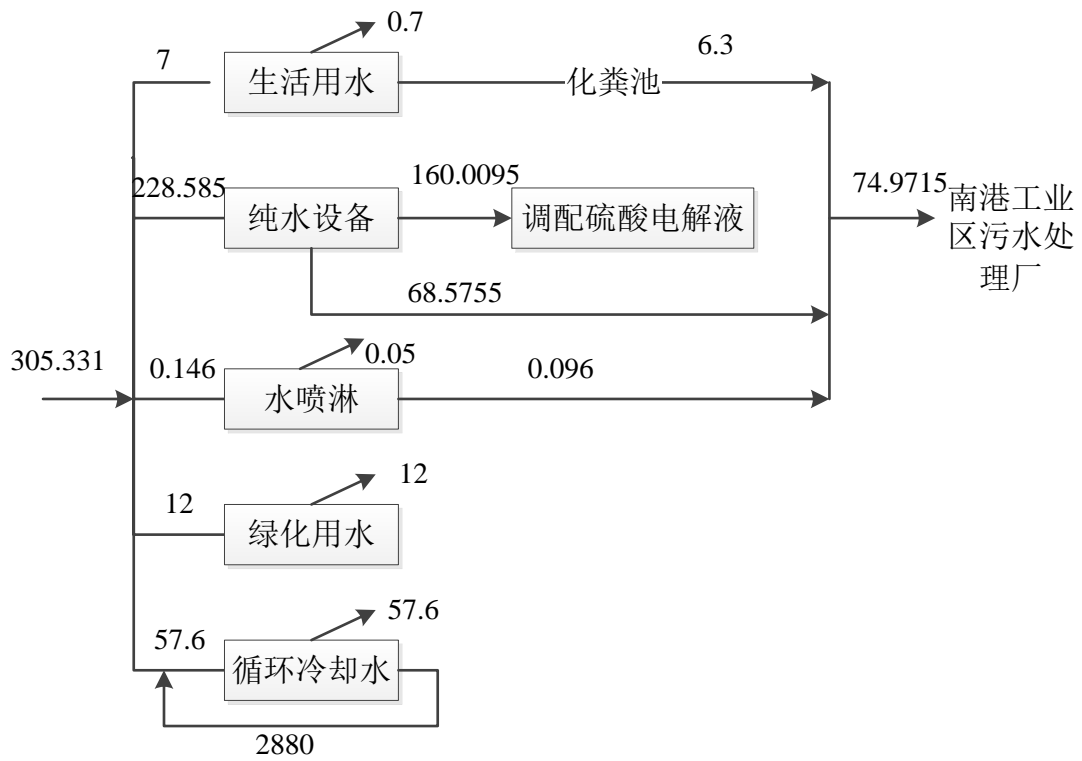 0.7
7
生活用水
化粪池
6.3
228.585
纯水设备
160.0095
调配硫酸电解液
74.9715
南港工业
区污水处
理厂
68.5755
305.331
0.146
水喷淋
0.05
0.096
12
绿化用水
12
57.6
循环冷却水
57.6
2880